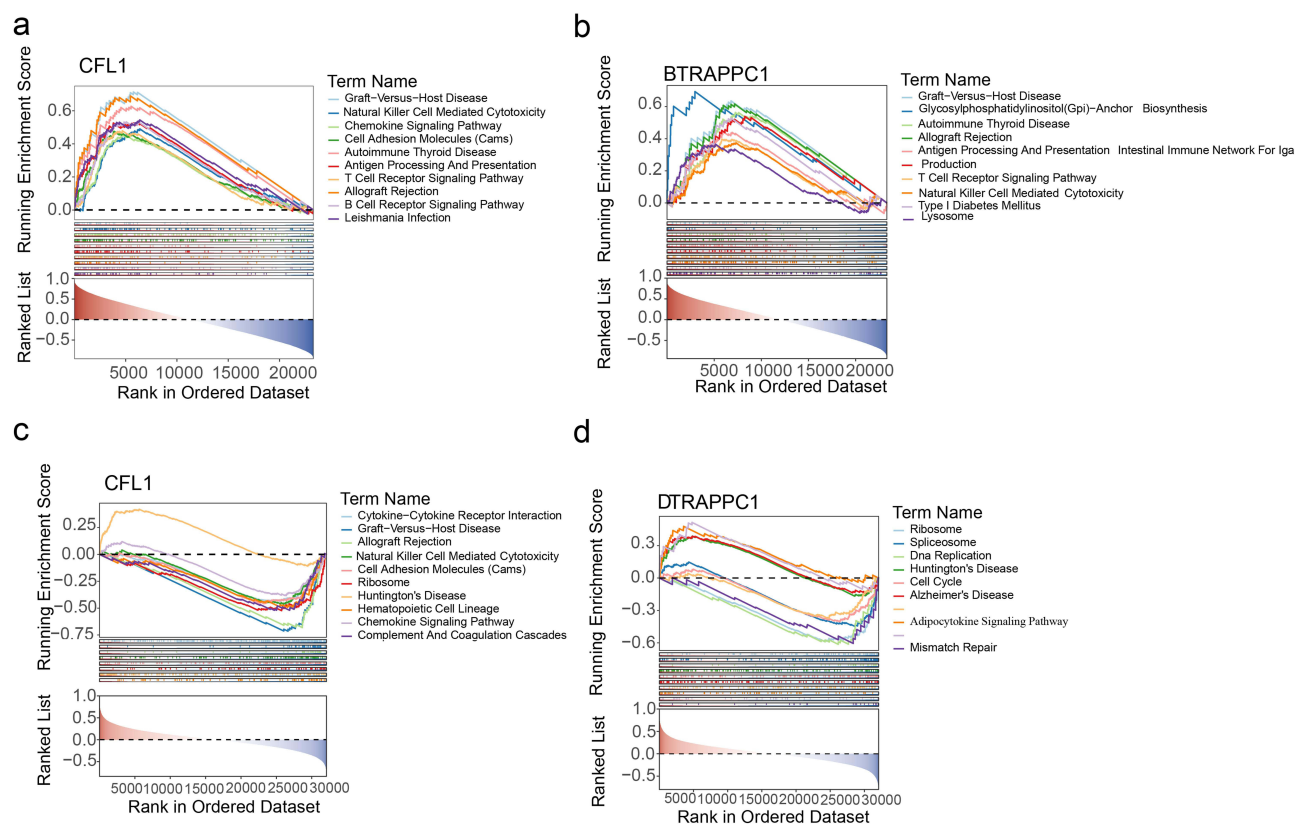 a
CFL1
Running Enrichment Score
0.6
0.4
0.2
0.0
Term Name
Graft-Versus-Host Disease
Natural Killer Cell Mediated Cytotoxicity
Chemokine Signaling Pathway
Cell Adhesion Molecules (Cams)
Autoimmune Thyroid Disease
Antigen Processing And Presentation
T Cell Receptor Signaling Pathway
Allograft Rejection
B Cell Receptor Signaling Pathway
Leishmania Infection
Ranked List
1.0
0.5
0.0
−0.5
5000 10000 15000 20000
Rank in Ordered Dataset
b
BTRAPPC1
Running Enrichment Score
0.6
0.4
0.2
0.0
Term Name
Graft-Versus-Host Disease
Glycosylphosphatidylinositol(Gpi)-Anchor Biosynthesis
Autoimmune Thyroid Disease
Allograft Rejection
Antigen Processing And Presentation Intestinal Immune Network For Iga
Production
T Cell Receptor Signaling Pathway
Natural Killer Cell Mediated Cytotoxicity
Type I Diabetes Mellitus
Lysosome
Ranked List
1.0
0.5
0.0
−0.5
5000 10000 15000 20000
Rank in Ordered Dataset
c
CFL1
Running Enrichment Score
0.25
0.00
−0.25
−0.50
−0.75
Term Name
Cytokine-Cytokine Receptor Interaction
Graft-Versus-Host Disease
Allograft Rejection
Natural Killer Cell Mediated Cytotoxicity
Cell Adhesion Molecules (Cams)
Ribosome
Huntington's Disease
Hematopoietic Cell Lineage
Chemokine Signaling Pathway
Complement And Coagulation Cascades
Ranked List
1.0
0.5
0.0
−0.5
5000 10000 15000 20000 25000 30000
Rank in Ordered Dataset
d
DTRAPPC1
Running Enrichment Score
0.3
0.0
−0.3
−0.6
Term Name
Ribosome
Spliceosome
Dna Replication
Huntington's Disease
Cell Cycle
Alzheimer's Disease
Adipocytokine Signaling Pathway
Mismatch Repair
Ranked List
1.0
0.5
0.0
−0.5
5000 10000 15000 20000 25000 30000
Rank in Ordered Dataset